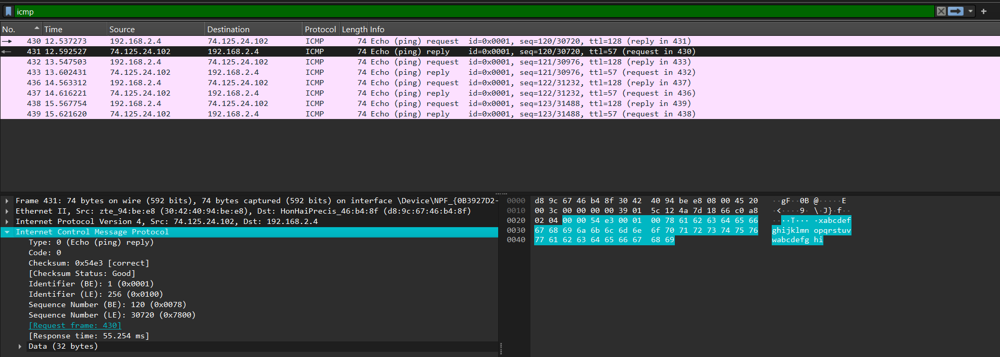 icmp
No. Time Source Destination Protocol Length Info
430 12.537273 192.168.2.4 74.125.24.102 ICMP 74 Echo (ping) request id=0x0001, seq=120/30720, ttl=128 (reply in 431)
431 12.592527 74.125.24.102 192.168.2.4 ICMP 74 Echo (ping) reply id=0x0001, seq=120/30720, ttl=57 (request in 430)
432 13.547503 192.168.2.4 74.125.24.102 ICMP 74 Echo (ping) request id=0x0001, seq=121/30976, ttl=128 (reply in 433)
433 13.602431 74.125.24.102 192.168.2.4 ICMP 74 Echo (ping) reply id=0x0001, seq=121/30976, ttl=57 (request in 432)
436 14.563312 192.168.2.4 74.125.24.102 ICMP 74 Echo (ping) request id=0x0001, seq=122/31232, ttl=128 (reply in 437)
437 14.616221 74.125.24.102 192.168.2.4 ICMP 74 Echo (ping) reply id=0x0001, seq=122/31232, ttl=57 (request in 436)
438 15.567754 192.168.2.4 74.125.24.102 ICMP 74 Echo (ping) request id=0x0001, seq=123/31488, ttl=128 (reply in 439)
439 15.621620 74.125.24.102 192.168.2.4 ICMP 74 Echo (ping) reply id=0x0001, seq=123/31488, ttl=57 (request in 438)
Frame 431: 74 bytes on wire (592 bits), 74 bytes captured (592 bits) on interface \Device\NPF_{0B3927D2-
Ethernet II, Src: zte_94:be:e8 (30:42:40:94:be:e8), Dst: HonHaiPrecis_46:b4:8f (d8:9c:67:46:b4:8f)
Internet Protocol Version 4, Src: 74.125.24.102, Dst: 192.168.2.4
Internet Control Message Protocol
Type: 0 (Echo (ping) reply)
Code: 0
Checksum: 0x54e3 [correct]
[Checksum Status: Good]
Identifier (BE): 1 (0x0001)
Identifier (LE): 256 (0x0100)
Sequence Number (BE): 120 (0x0078)
Sequence Number (LE): 30720 (0x7800)
[Request frame: 430]
[Response time: 55.254 ms]
Data (32 bytes)
0000 d8 9c 67 46 b4 8f 30 42 40 94 be e8 08 00 45 20 ··gF··0B @·····E
0010 00 3c 00 00 00 00 39 01 5c 12 4a 7d 18 66 c0 a8 ·<····9· \·J}·f··
0020 02 04 00 00 54 e3 00 01 00 78 61 62 63 64 65 66 ····T··· ·xabcdef
0030 67 68 69 6a 6b 6c 6d 6e 6f 70 71 72 73 74 75 76 ghijklmn opqrstuv
0040 77 61 62 63 64 65 66 67 68 69 wabcdefg hi